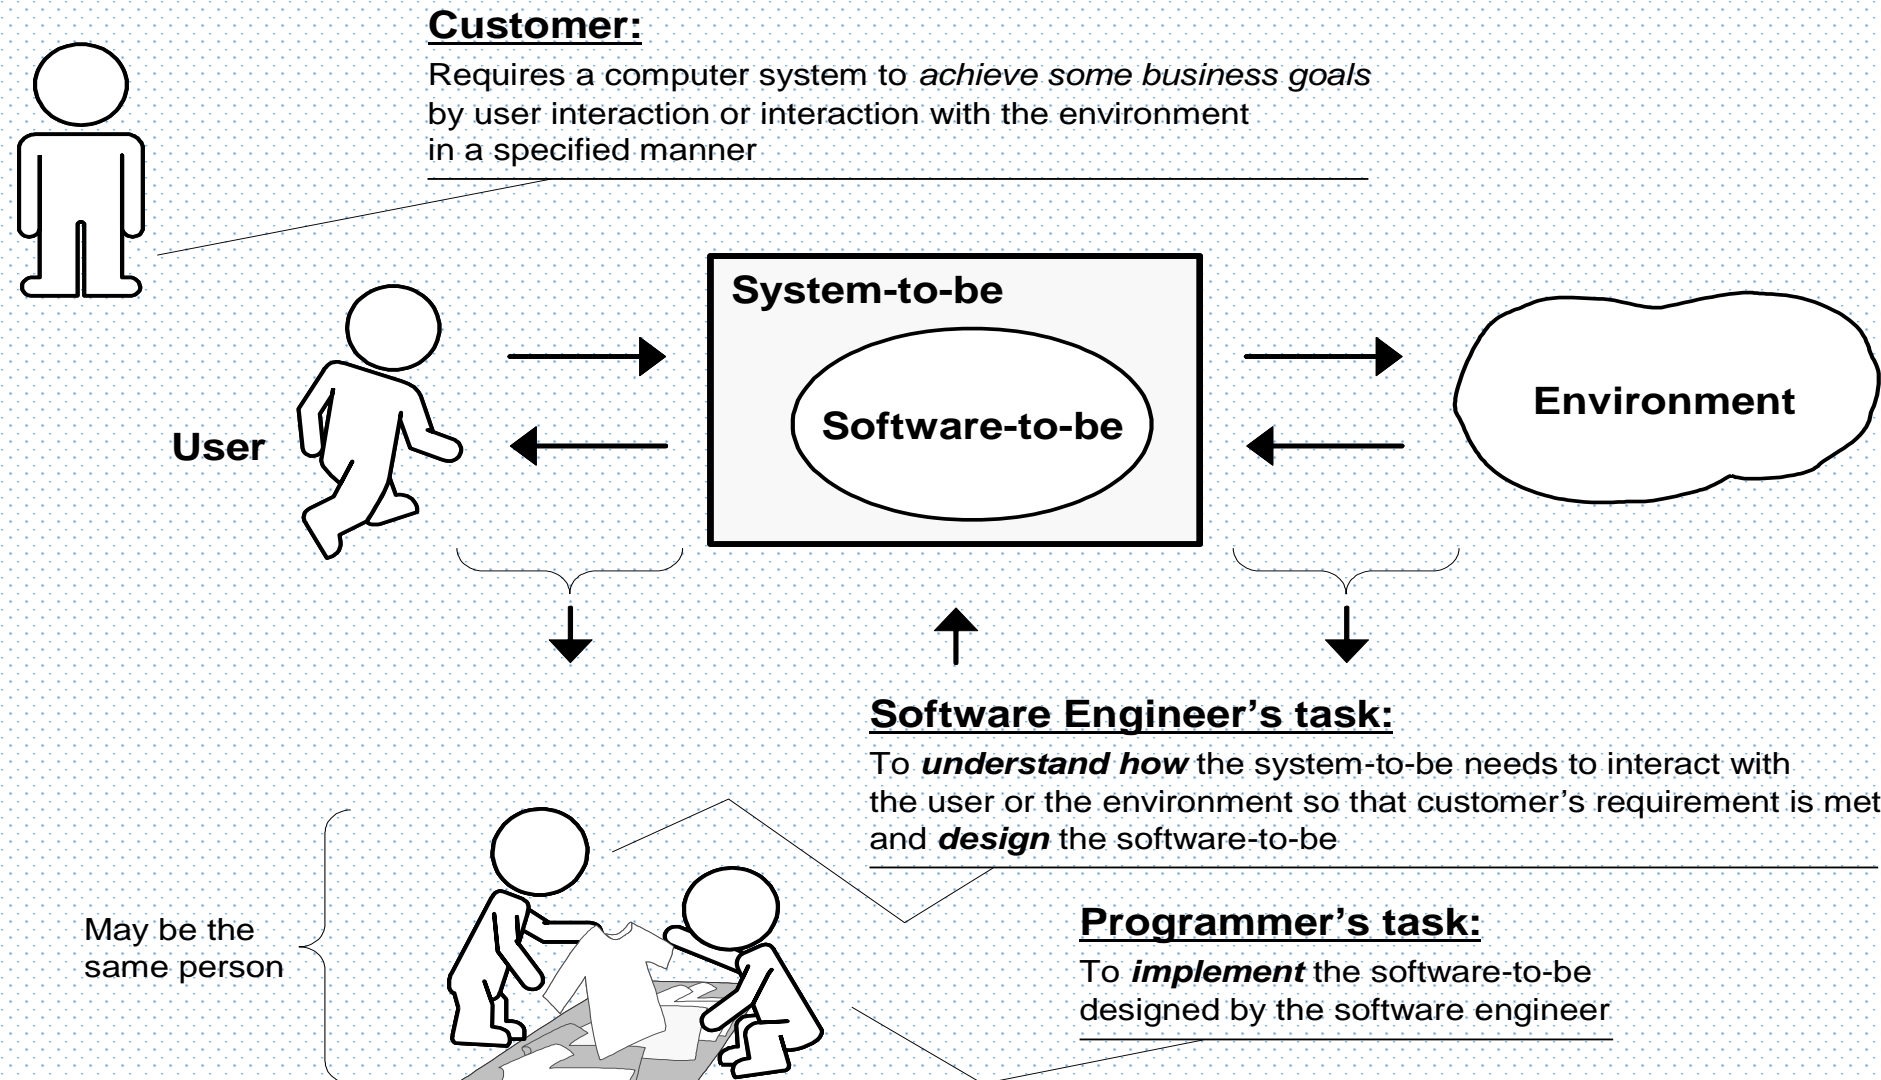 Customer:
Requires a computer system to achieve some business goals
by user interaction or interaction with the environment
in a specified manner
System-to-be
Software-to-be
Environment
User
Software Engineer’s task:
To understand how the system-to-be needs to interact with
the user or the environment so that customer’s requirement is met
and design the software-to-be
May be the
same person
Programmer’s task:
To implement the software-to-be
designed by the software engineer